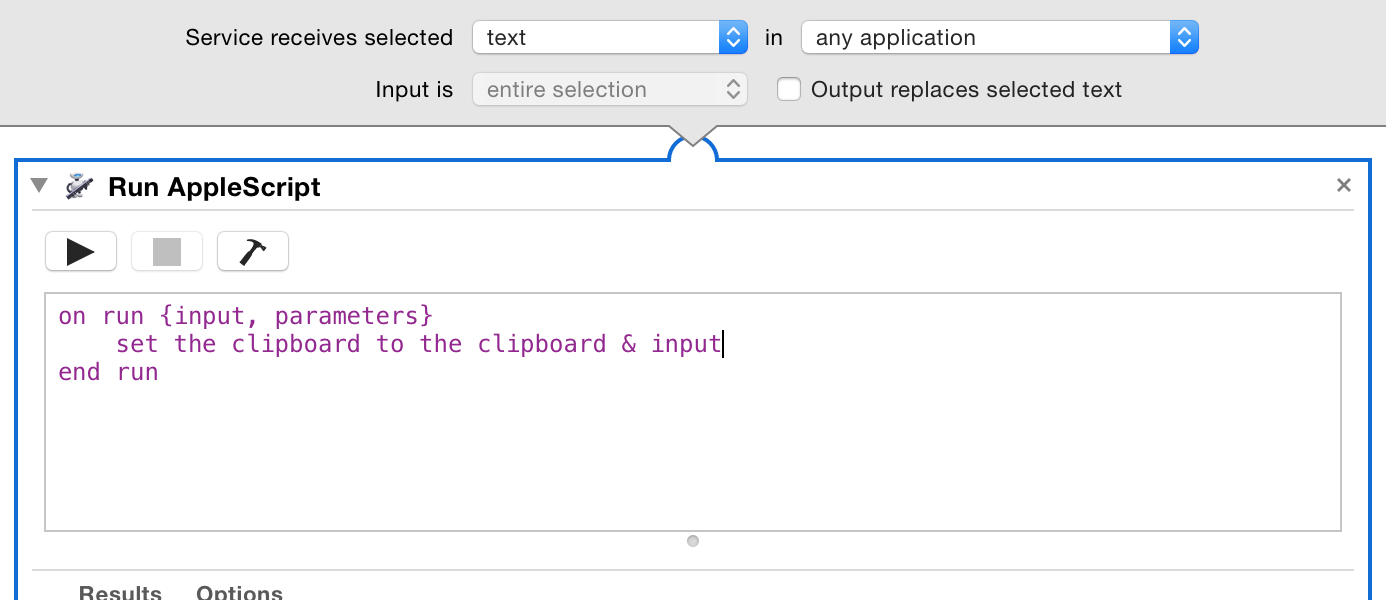 Service receives selected text in any application
Input is entire selection Output replaces selected text
Run AppleScript
on run {input, parameters}
set the clipboard to the clipboard & input
end run
Results Options